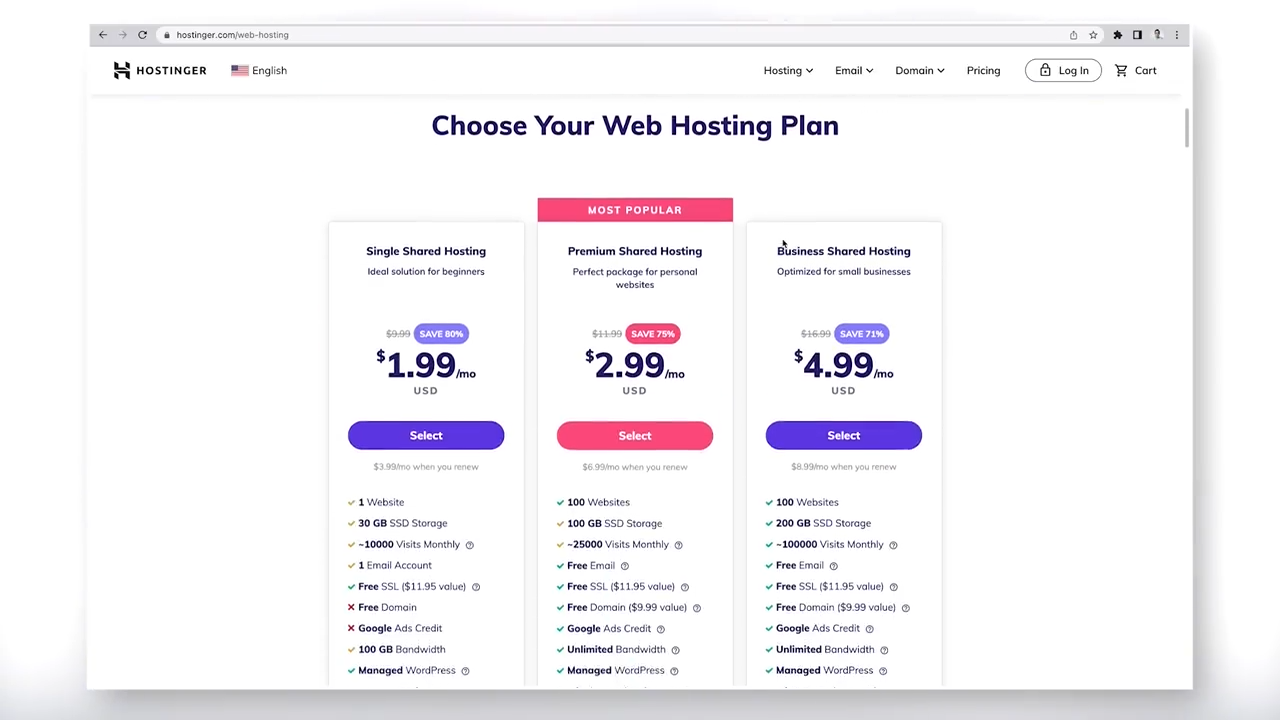 hostinger.com/web-hosting
HOSTINGER
English
Hosting
Email
Domain
Pricing
Log In
Cart
Choose Your Web Hosting Plan
MOST POPULAR
Single Shared Hosting
Ideal solution for beginners
$9.99 SAVE 80%
$1.99/mo
USD
Select
$3.99/mo when you renew
1 Website
30 GB SSD Storage
~10000 Visits Monthly
1 Email Account
Free SSL ($11.95 value)
Free Domain
Google Ads Credit
100 GB Bandwidth
Managed WordPress
Premium Shared Hosting
Perfect package for personal
websites
$11.99 SAVE 75%
$2.99/mo
USD
Select
$6.99/mo when you renew
100 Websites
100 GB SSD Storage
~25000 Visits Monthly
Free Email
Free SSL ($11.95 value)
Free Domain ($9.99 value)
Google Ads Credit
Unlimited Bandwidth
Managed WordPress
Business Shared Hosting
Optimized for small businesses
$16.99 SAVE 71%
$4.99/mo
USD
Select
$8.99/mo when you renew
100 Websites
200 GB SSD Storage
~100000 Visits Monthly
Free Email
Free SSL ($11.95 value)
Free Domain ($9.99 value)
Google Ads Credit
Unlimited Bandwidth
Managed WordPress